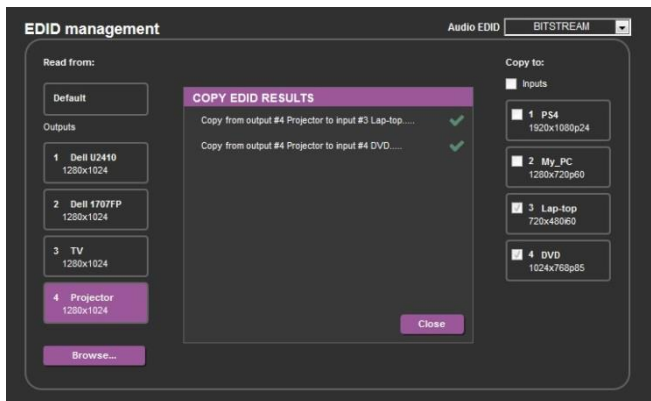 EDID management
Audio EDID BITSTREAM
Read from:
Default
Outputs
1 Dell U2410
1280x1024
2 Dell 1707FP
1280x1024
3 TV
1280x1024
4 Projector
1280x1024
Browse...
COPY EDID RESULTS
Copy from output #4 Projector to input #3 Lap-top.....
Copy from output #4 Projector to input #4 DVD.....
Close
Copy to:
Inputs
1 PS4
1920x1080p24
2 My_PC
1280x720p60
3 Lap-top
720x480i60
4 DVD
1024x768p85